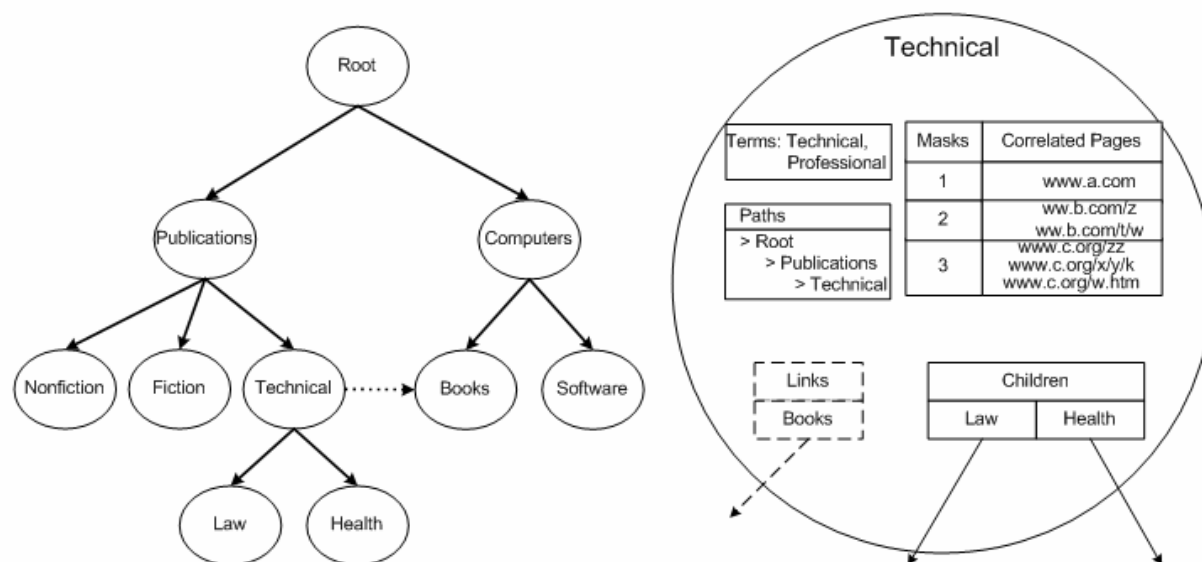 Root
Publications
Computers
Nonfiction
Fiction
Technical
Books
Software
Law
Health
Technical
Terms: Technical,
Professional
Paths
> Root
> Publications
> Technical
Masks Correlated Pages
1 www.a.com
2 ww.b.com/z
ww.b.com/t/w
3 www.c.org/zz
www.c.org/x/y/k
www.c.org/w.htm
Links
Books
Children
Law Health